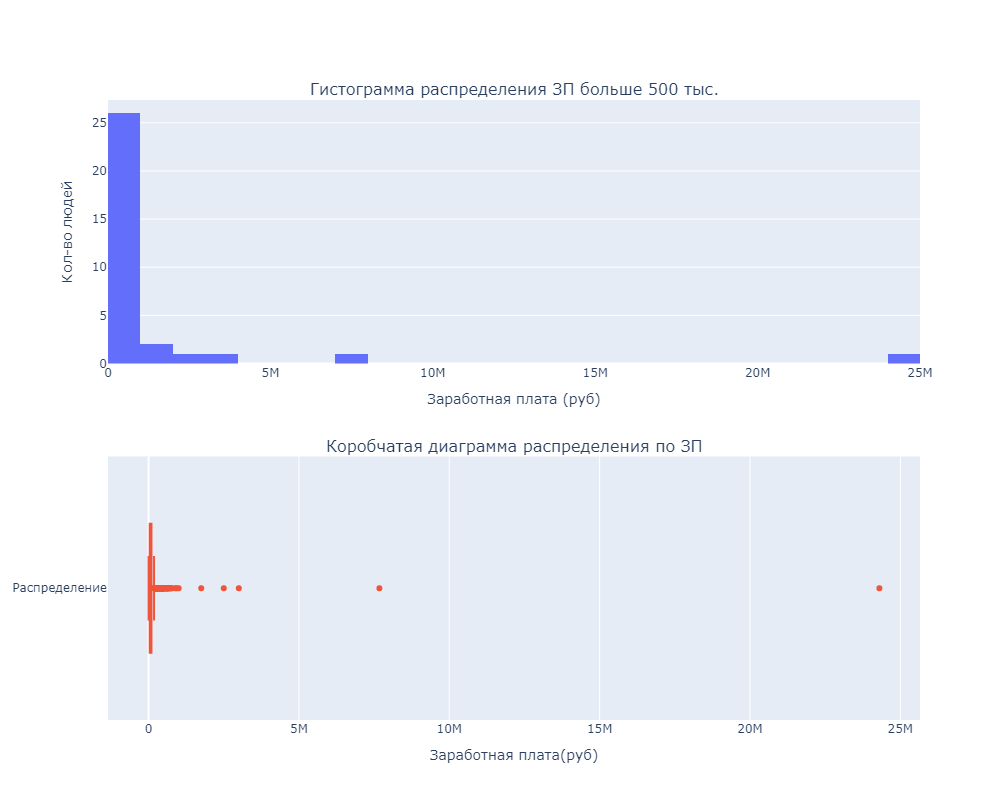 Гистограмма распределения ЗП больше 500 тыс.
25
20
15
10
5
0
Кол-во людей
0 5M 10M 15M 20M 25M
Заработная плата (руб)
Коробчатая диаграмма распределения по ЗП
Распределение
0 5M 10M 15M 20M 25M
Заработная плата(руб)